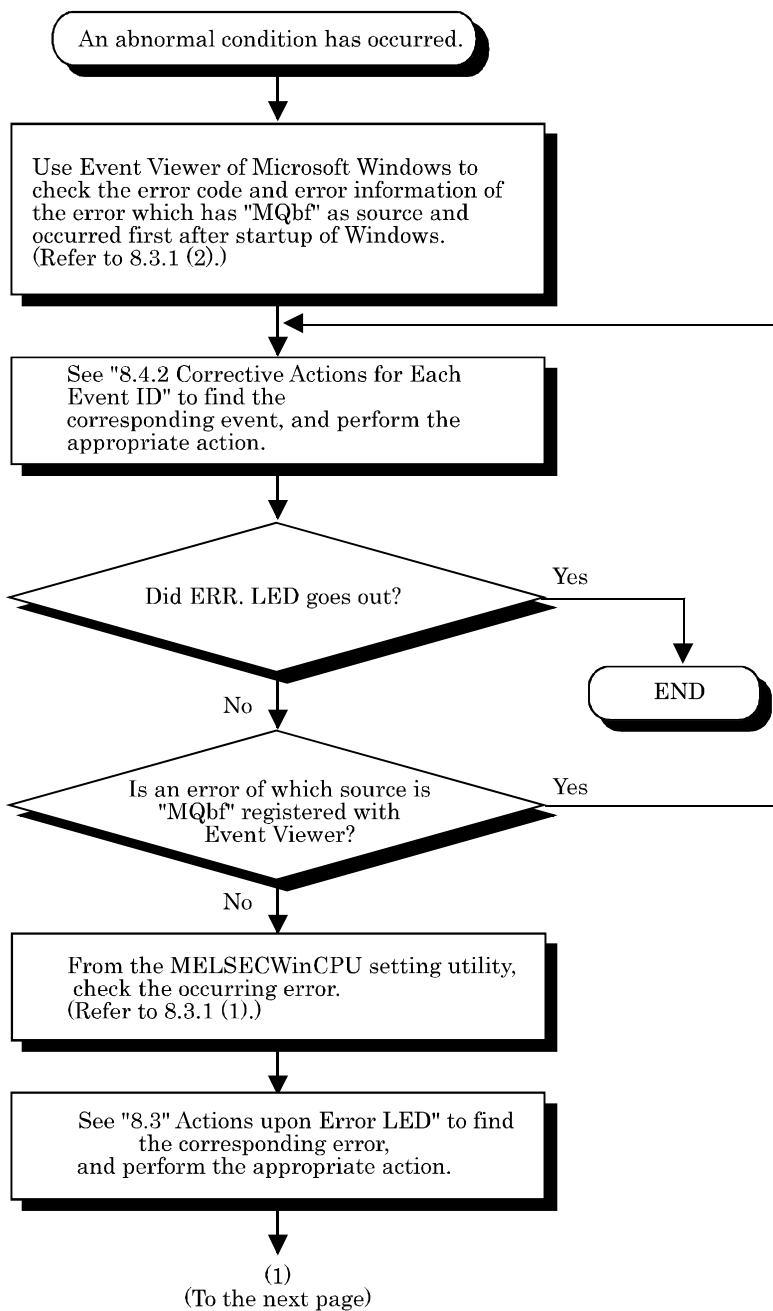 An abnormal condition has occurred.
Use Event Viewer of Microsoft Windows to
check the error code and error information of
the error which has "MQbf" as source and
occurred first after startup of Windows.
(Refer to 8.3.1 (2).)
See "8.4.2 Corrective Actions for Each
Event ID" to find the
corresponding event, and perform the
appropriate action.
Did ERR. LED goes out?
Yes
END
No
Is an error of which source is
"MQbf" registered with
Event Viewer?
Yes
No
From the MELSECWinCPU setting utility,
check the occurring error.
(Refer to 8.3.1 (1).)
See "8.3" Actions upon Error LED" to find
the corresponding error,
and perform the appropriate action.
(1)
(To the next page)